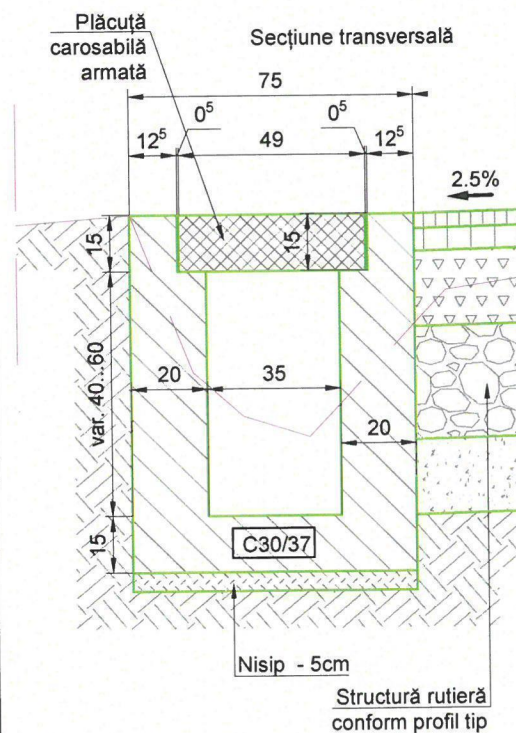 Plăcuță
carosabilă
armată
Secțiune transversală
75
0⁵
0⁵
12⁵
49
12⁵
2.5%
15
15
var. 40...60
20
35
20
15
C30/37
Nisip - 5cm
Structură rutieră
conform profil tip